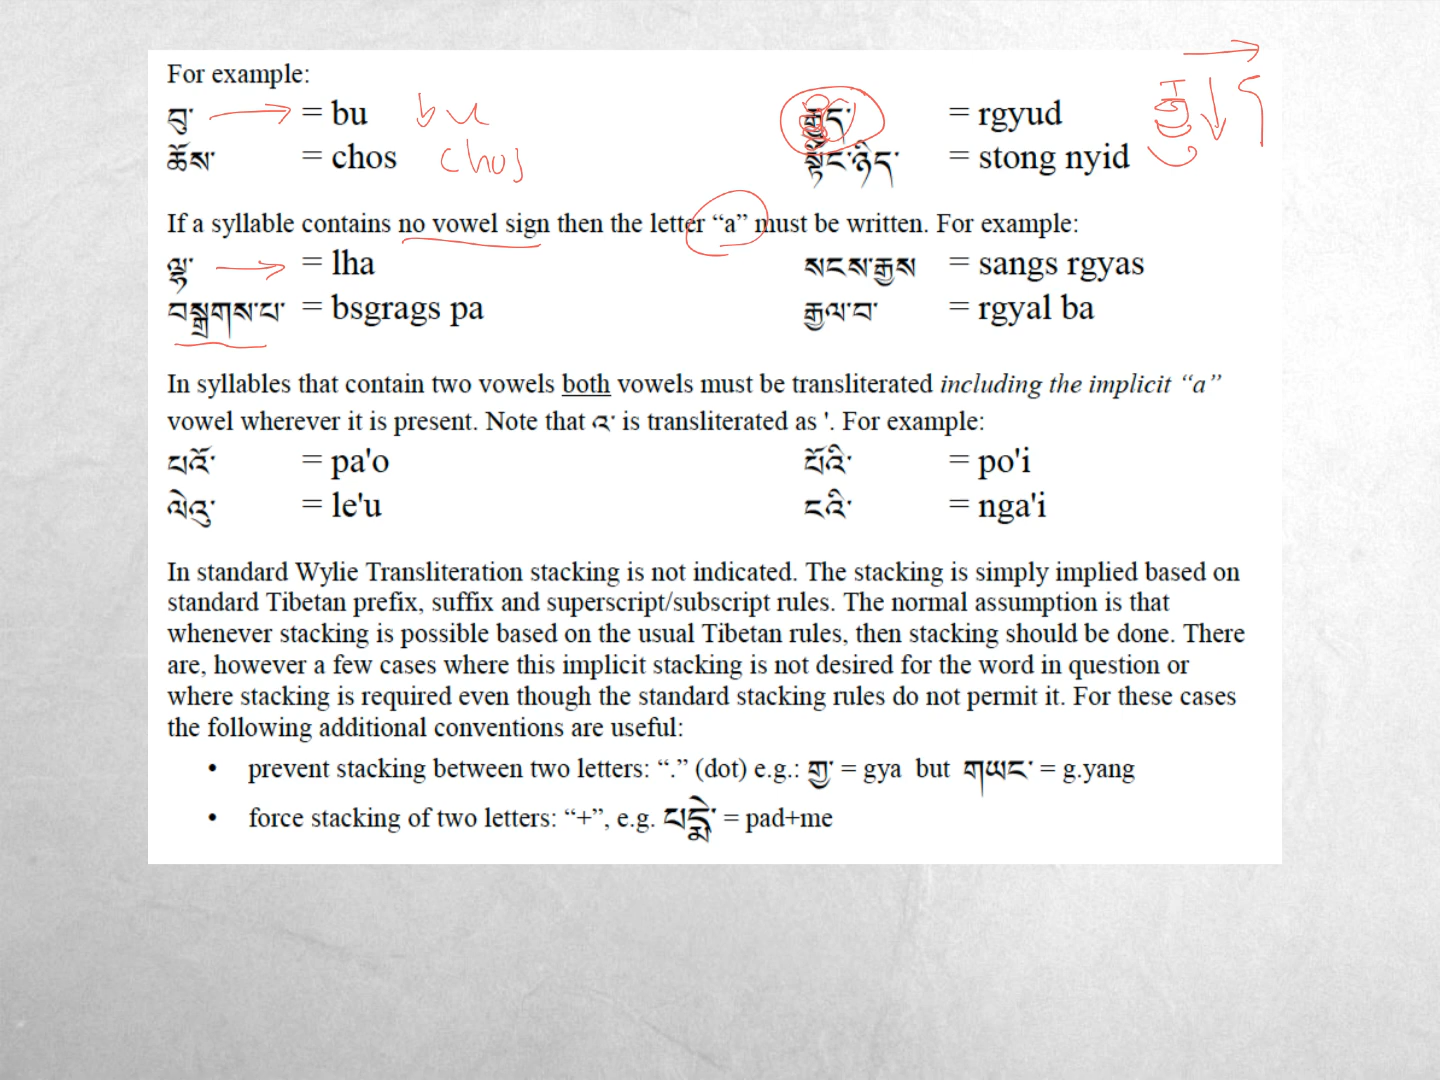 For example:
བུ་ = bu bu རྒྱུད་ = rgyud
ཆོས་ = chos chos སྟོང་ཉིད་ = stong nyid
If a syllable contains no vowel sign then the letter “a” must be written. For example:
ལྷ་ = lha སངས་རྒྱས = sangs rgyas
བསྒྲགས་པ་ = bsgrags pa རྒྱལ་བ་ = rgyal ba
In syllables that contain two vowels both vowels must be transliterated including the implicit “a”
vowel wherever it is present. Note that འ་ is transliterated as '. For example:
པའོ་ = pa'o པོའི་ = po'i
ལེའུ་ = le'u ངའི་ = nga'i
In standard Wylie Transliteration stacking is not indicated. The stacking is simply implied based on
standard Tibetan prefix, suffix and superscript/subscript rules. The normal assumption is that
whenever stacking is possible based on the usual Tibetan rules, then stacking should be done. There
are, however a few cases where this implicit stacking is not desired for the word in question or
where stacking is required even though the standard stacking rules do not permit it. For these cases
the following additional conventions are useful:
• prevent stacking between two letters: “.” (dot) e.g.: གྱ་ = gya but གཡང་ = g.yang
• force stacking of two letters: “+”, e.g. པདྨེ་ = pad+me